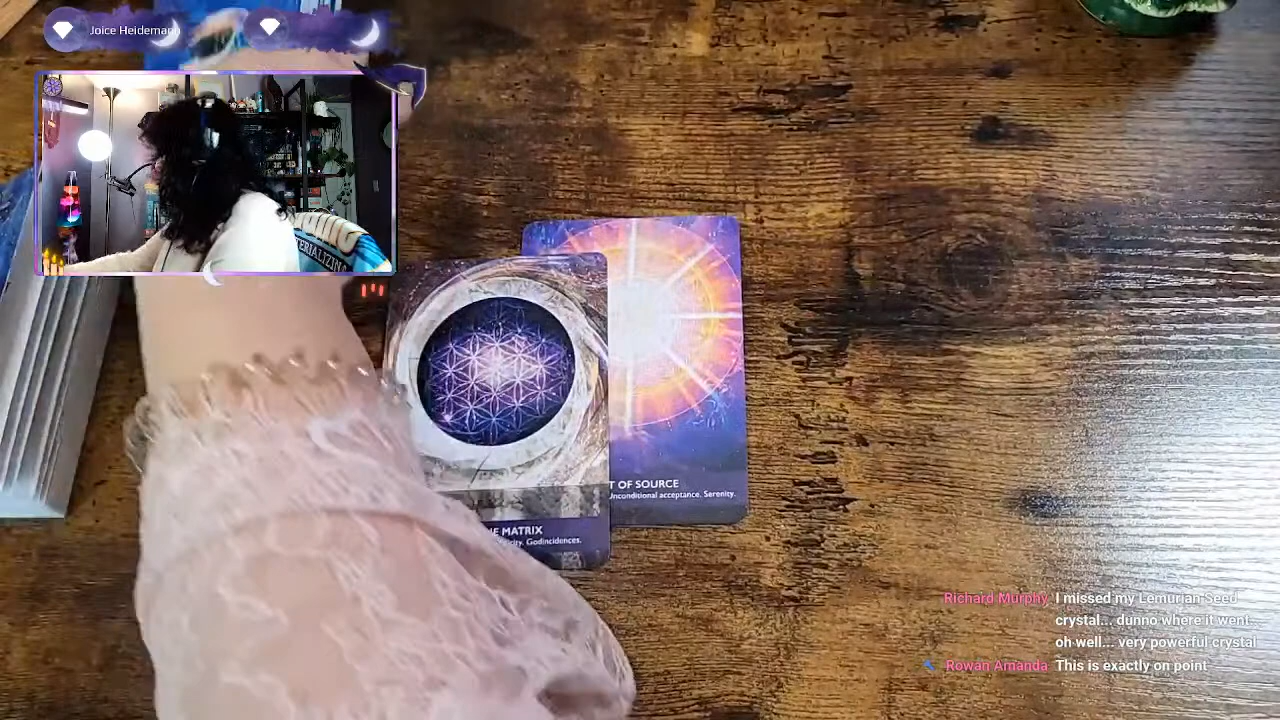 Joice Heidemann
T OF SOURCE
Unconditional acceptance. Serenity.
E MATRIX
icity. Godincidences.
Richard Murphy I missed my Lemurian Seed
crystal... dunno where it went...
oh well... very powerful crystal
Rowan Amanda This is exactly on point